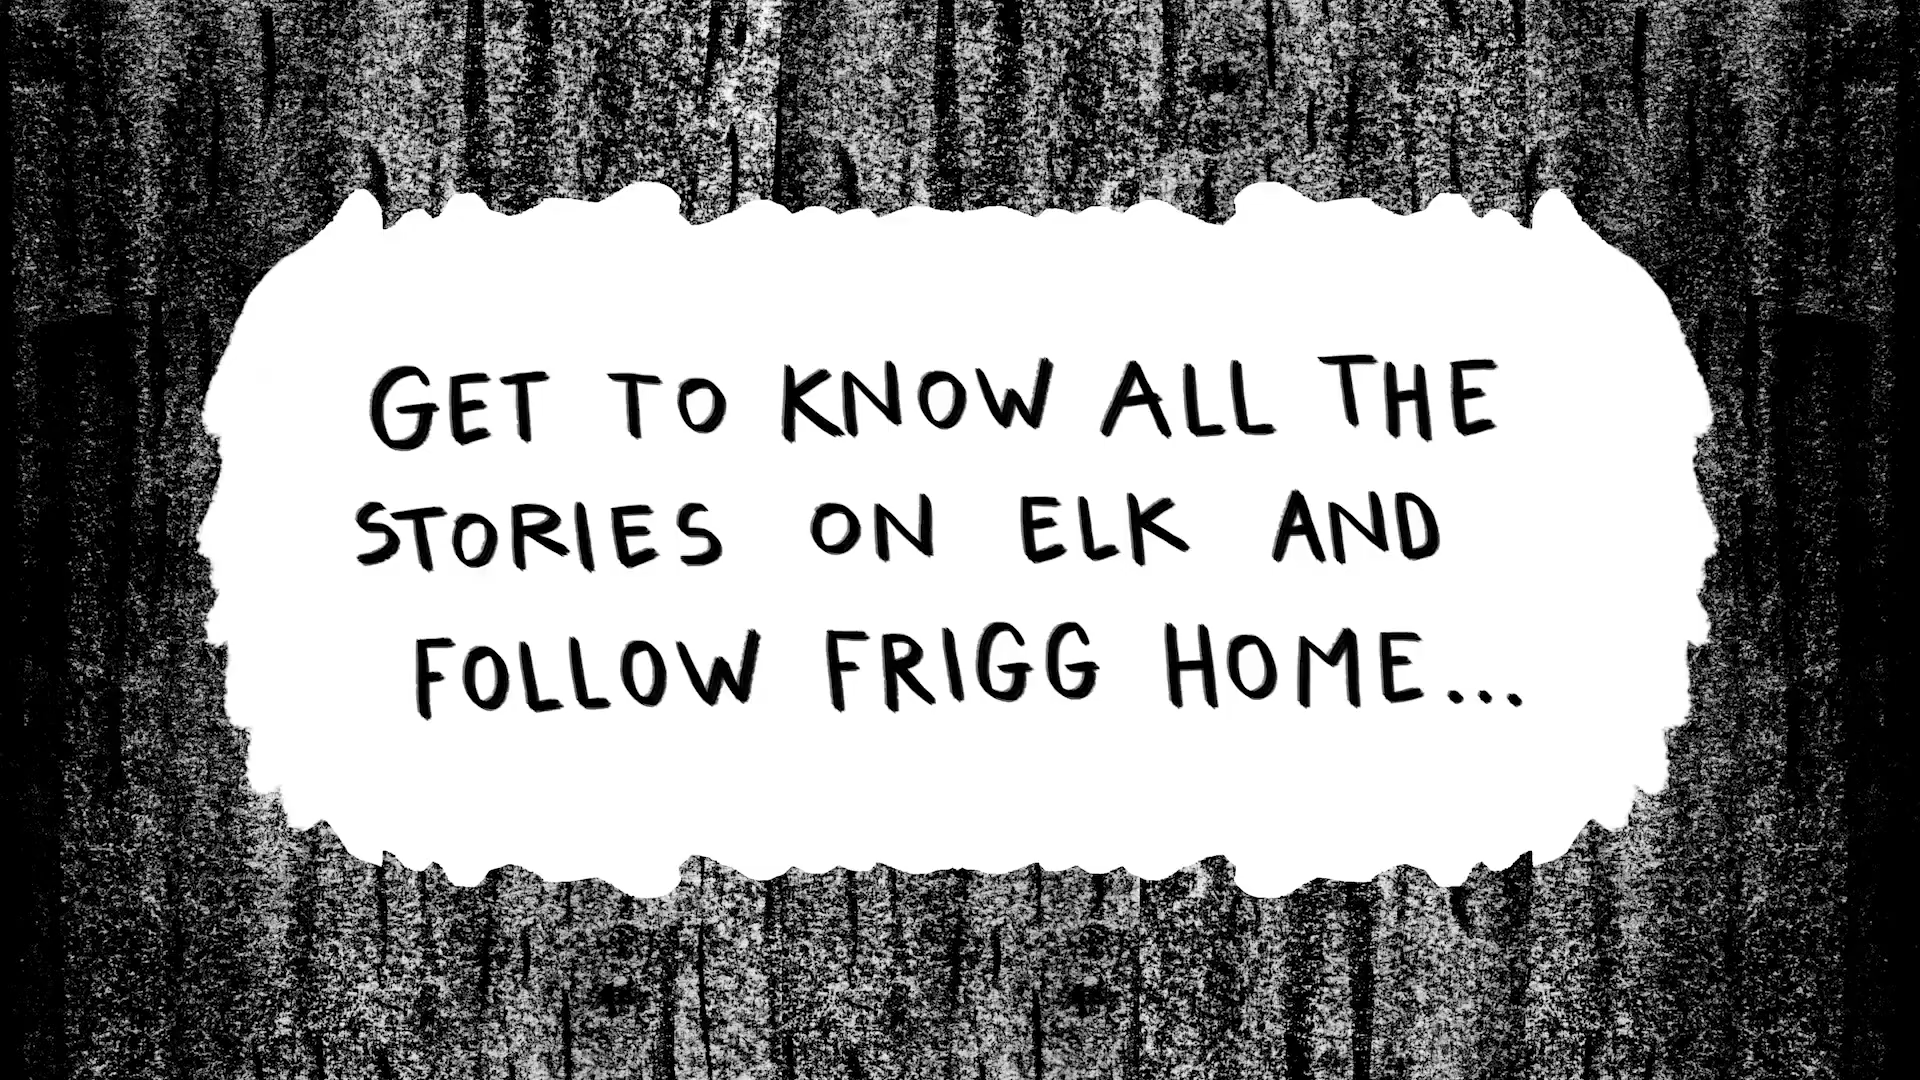 GET TO KNOW ALL THE
STORIES ON ELK AND
FOLLOW FRIGG HOME...